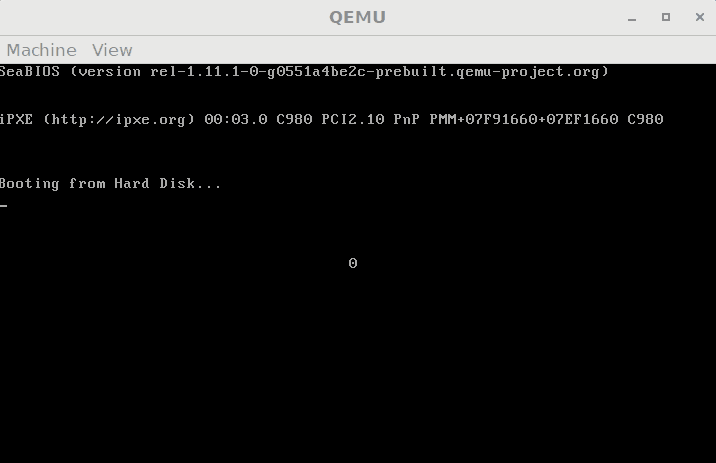 QEMU
Machine View
SeaBIOS (version rel-1.11.1-0-g0551a4be2c-prebuilt.qemu-project.org)
iPXE (http://ipxe.org) 00:03.0 C980 PCI2.10 PnP PMM+07F91660+07EF1660 C980
Booting from Hard Disk...
_
0